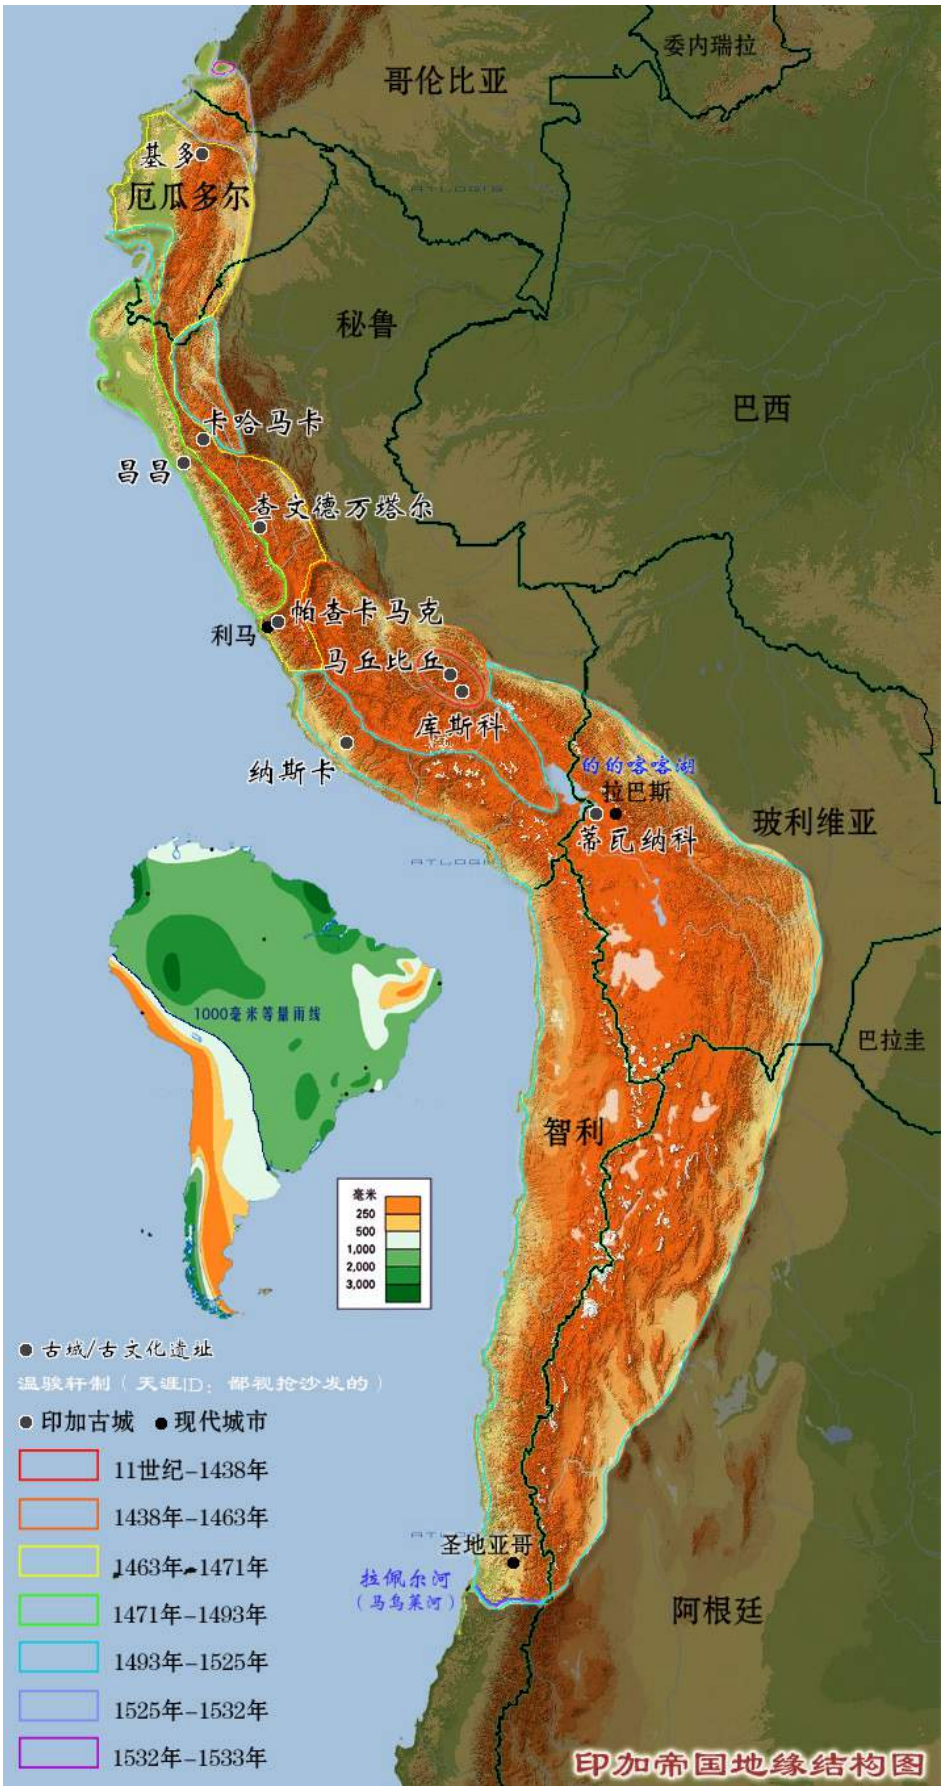 委内瑞拉
哥伦比亚
基多
厄瓜多尔
ATLOGIS
秘鲁
巴西
卡哈马卡
昌昌
查文德万塔尔
帕查卡马克
利马
马丘比丘
库斯科
纳斯卡
的的喀喀湖
拉巴斯
玻利维亚
蒂瓦纳科
ATLOGIS
1000毫米等量雨线
巴拉圭
智利
毫米
250
500
1,000
2,000
3,000
古城/古文化遗址
温骏轩制（天涯ID：鄙视抢沙发的）
印加古城 现代城市
11世纪-1438年
1438年-1463年
1463年-1471年
1471年-1493年
1493年-1525年
1525年-1532年
1532年-1533年
圣地亚哥
拉佩尔河
（马乌莱河）
阿根廷
印加帝国地缘结构图